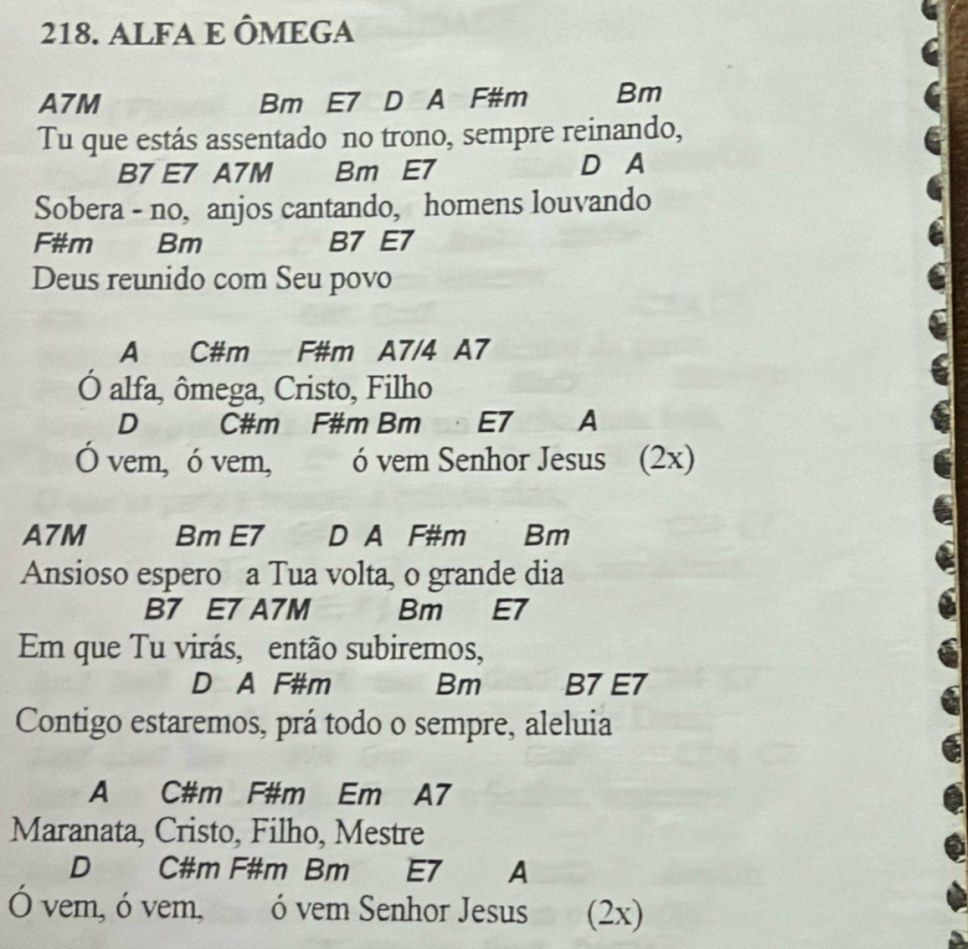 218. ALFA E ÔMEGA
A7M Bm E7 D A F#m Bm
Tu que estás assentado no trono, sempre reinando,
B7 E7 A7M Bm E7 D A
Sobera - no, anjos cantando, homens louvando
F#m Bm B7 E7
Deus reunido com Seu povo
A C#m F#m A7/4 A7
Ó alfa, ômega, Cristo, Filho
D C#m F#m Bm E7 A
Ó vem, ó vem, ó vem Senhor Jesus (2x)
A7M Bm E7 D A F#m Bm
Ansioso espero a Tua volta, o grande dia
B7 E7 A7M Bm E7
Em que Tu virás, então subiremos,
D A F#m Bm B7 E7
Contigo estaremos, prá todo o sempre, aleluia
A C#m F#m Em A7
Maranata, Cristo, Filho, Mestre
D C#m F#m Bm E7 A
Ó vem, ó vem, ó vem Senhor Jesus (2x)